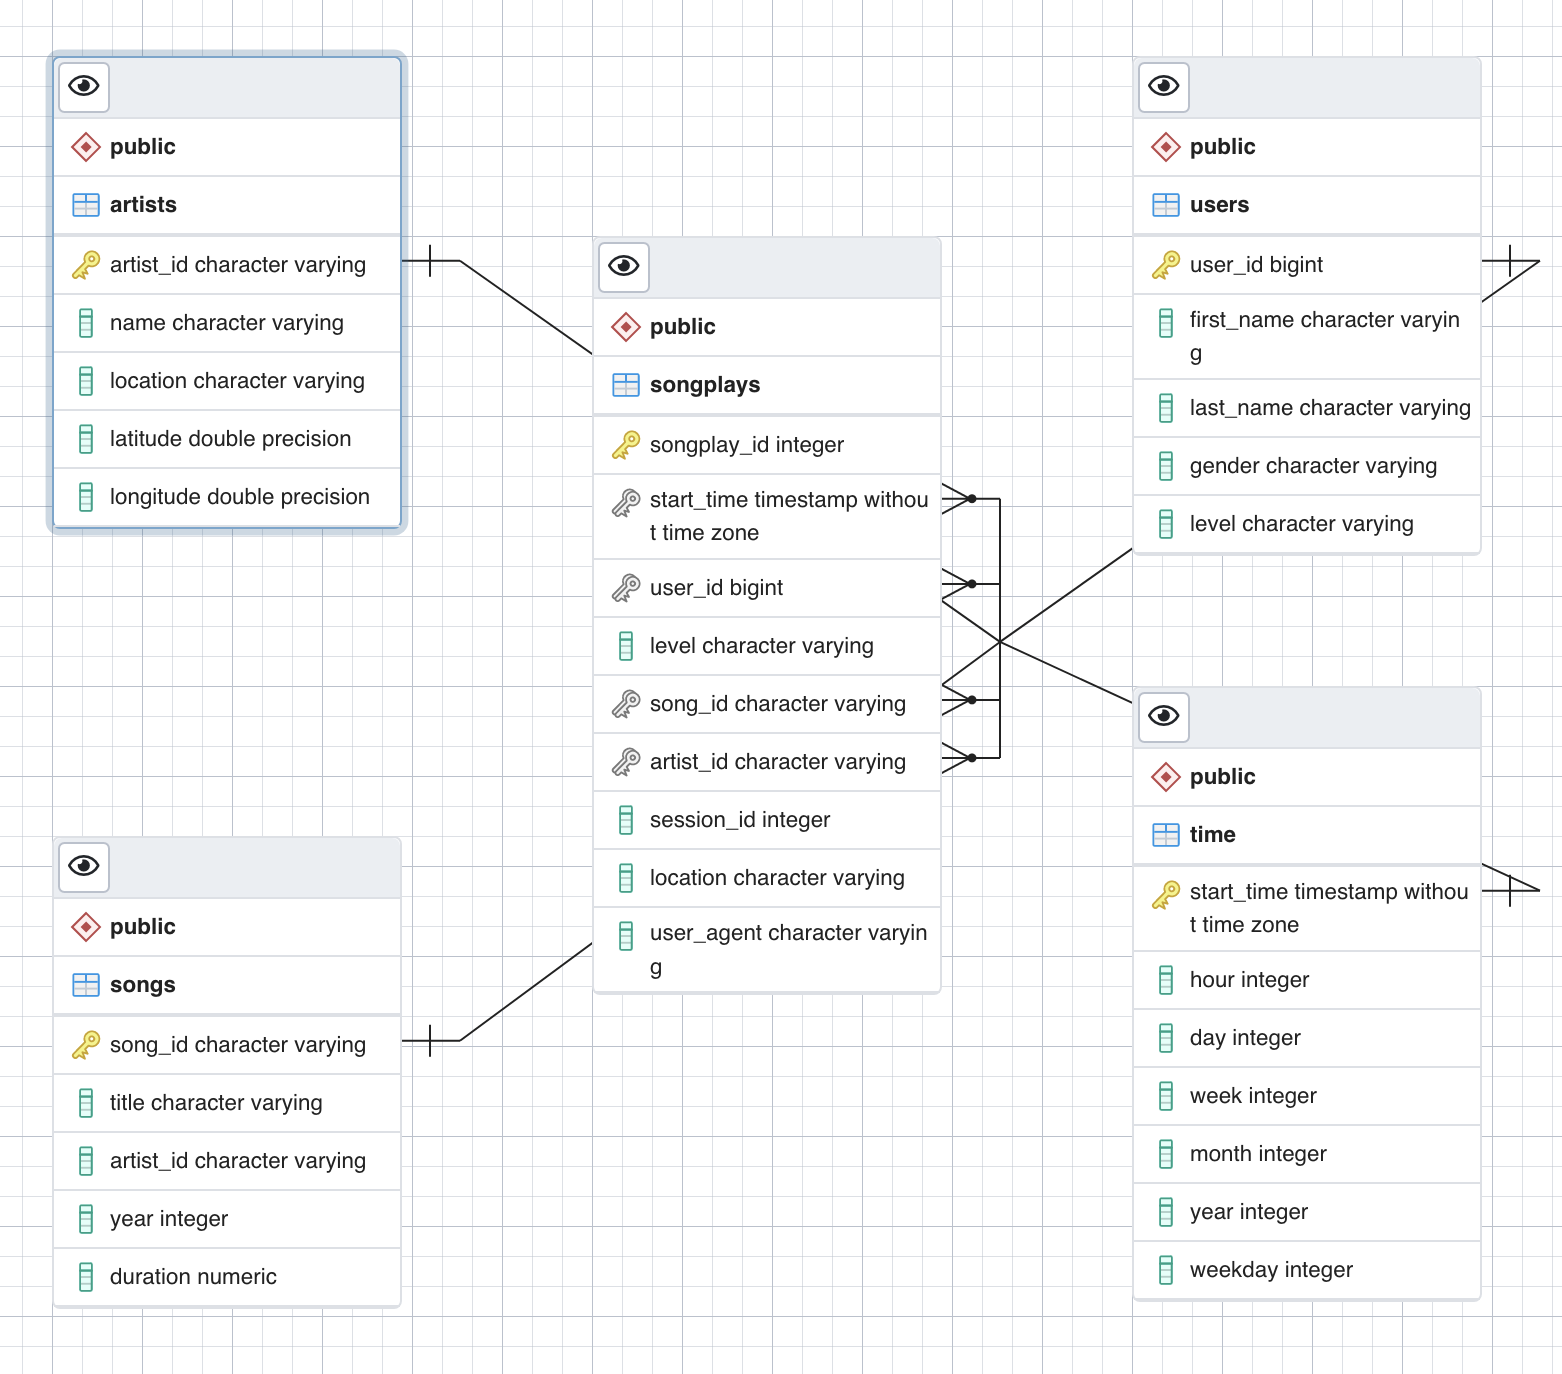 public
artists
artist_id character varying
name character varying
location character varying
latitude double precision
longitude double precision
public
songplays
songplay_id integer
start_time timestamp withou
t time zone
user_id bigint
level character varying
song_id character varying
artist_id character varying
session_id integer
location character varying
user_agent character varyin
g
public
users
user_id bigint
first_name character varyin
g
last_name character varying
gender character varying
level character varying
public
songs
song_id character varying
title character varying
artist_id character varying
year integer
duration numeric
public
time
start_time timestamp withou
t time zone
hour integer
day integer
week integer
month integer
year integer
weekday integer